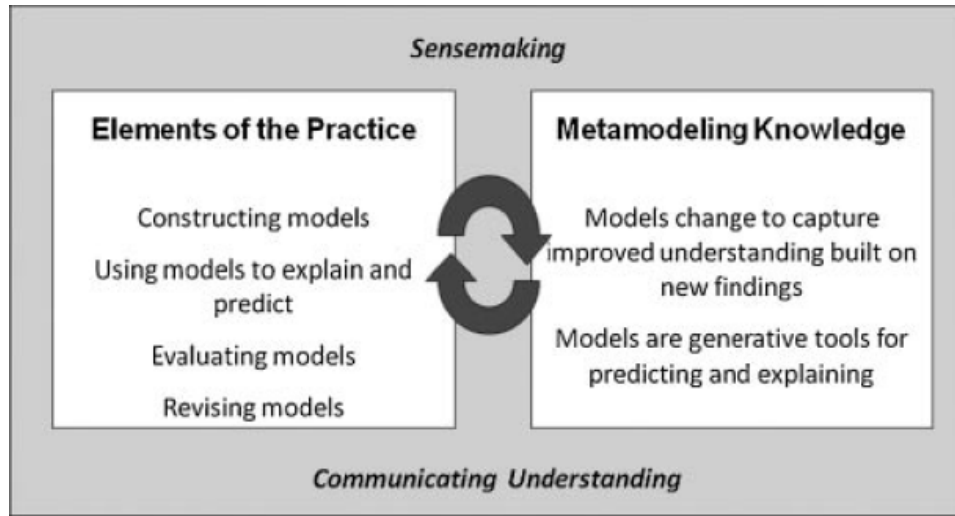 Sensemaking
Elements of the Practice
Constructing models
Using models to explain and
predict
Evaluating models
Revising models
Metamodeling Knowledge
Models change to capture
improved understanding built on
new findings
Models are generative tools for
predicting and explaining
Communicating Understanding